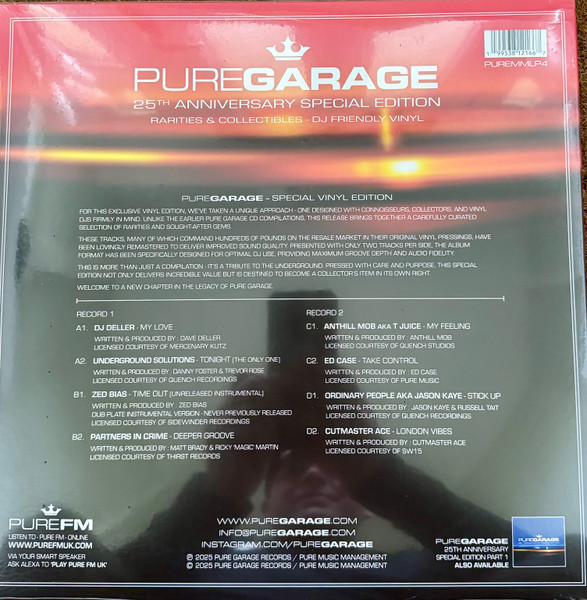 1 99538 12166 7
PUREMMLP4
PUREGARAGE
25TH ANNIVERSARY SPECIAL EDITION
RARITIES & COLLECTIBLES - DJ FRIENDLY VINYL
PUREGARAGE - SPECIAL VINYL EDITION
FOR THIS EXCLUSIVE VINYL EDITION, WE'VE TAKEN A UNIQUE APPROACH - ONE DESIGNED WITH CONNOISSEURS, COLLECTORS, AND VINYL
DJS FIRMLY IN MIND. UNLIKE THE EARLIER PURE GARAGE CD COMPILATIONS, THIS RELEASE BRINGS TOGETHER A CAREFULLY CURATED
SELECTION OF RARITIES AND SOUGHT-AFTER GEMS.
THESE TRACKS, MANY OF WHICH COMMAND HUNDREDS OF POUNDS ON THE RESALE MARKET IN THEIR ORIGINAL VINYL PRESSINGS, HAVE
BEEN LOVINGLY REMASTERED TO DELIVER IMPROVED SOUND QUALITY. PRESENTED WITH ONLY TWO TRACKS PER SIDE, THE ALBUM
FORMAT HAS BEEN SPECIFICALLY DESIGNED FOR OPTIMAL DJ USE, PROVIDING MAXIMUM GROOVE DEPTH AND AUDIO FIDELITY.
THIS IS MORE THAN JUST A COMPILATION - IT'S A TRIBUTE TO THE UNDERGROUND. PRESSED WITH CARE AND PURPOSE, THIS SPECIAL
EDITION NOT ONLY DELIVERS INCREDIBLE VALUE BUT IS DESTINED TO BECOME A COLLECTOR'S ITEM IN ITS OWN RIGHT.
WELCOME TO A NEW CHAPTER IN THE LEGACY OF PURE GARAGE.
RECORD 1
A1. DJ DELLER - MY LOVE
WRITTEN & PRODUCED BY : DAVE DELLER
LICENSED COURTESY OF MERCENARY KUTZ
A2. UNDERGROUND SOLUTIONS - TONIGHT (THE ONLY ONE)
WRITTEN & PRODUCED BY : DANNY FOSTER & TREVOR ROSE
LICENSED COURTESY OF QUENCH RECORDINGS
B1. ZED BIAS - TIME OUT (UNRELEASED INSTRUMENTAL)
WRITTEN & PRODUCED BY : ZED BIAS
DUB PLATE INSTRUMENTAL VERSION - NEVER PREVIOUSLY RELEASED
LICENSED COURTESY OF SIDEWINDER RECORDINGS
B2. PARTNERS IN CRIME - DEEPER GROOVE
WRITTEN & PRODUCED BY : MATT BRADY & RICKY 'MAGIC' MARTIN
LICENSED COURTESY OF THIRST RECORDS
RECORD 2
C1. ANTHILL MOB AKA T JUICE - MY FEELING
WRITTEN & PRODUCED BY : ANTHILL MOB
LICENSED COURTESY OF QUENCH STUDIOS
C2. ED CASE - TAKE CONTROL
WRITTEN & PRODUCED BY : ED CASE
LICENSED COURTESY OF PURE MUSIC
D1. ORDINARY PEOPLE AKA JASON KAYE - STICK UP
WRITTEN & PRODUCED BY : JASON KAYE & RUSSELL TAIT
LICENSED COURTESY OF QUENCH RECORDINGS
D2. CUTMASTER ACE - LONDON VIBES
WRITTEN & PRODUCED BY : CUTMASTER ACE
LICENSED COURTESY OF SW15
PUREFM
LISTEN TO - PURE FM - ONLINE
WWW.PUREFMUK.COM
VIA YOUR SMART SPEAKER
ASK ALEXA TO 'PLAY PURE FM UK'
WWW.PUREGARAGE.COM
INFO@PUREGARAGE.COM
INSTAGRAM.COM/PUREGARAGE
℗ 2025 PURE GARAGE RECORDS / PURE MUSIC MANAGEMENT
© 2025 PURE GARAGE RECORDS / PURE MUSIC MANAGEMENT
PUREGARAGE
25TH ANNIVERSARY
SPECIAL EDITION PART 1
ALSO AVAILABLE
PUREGARAGE